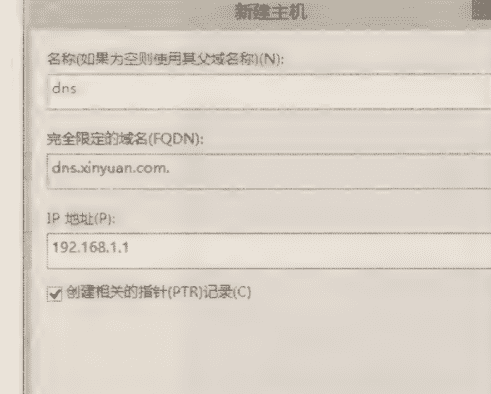 新建主机
名称(如果为空则使用其父域名称)(N):
dns
完全限定的域名(FQDN):
dns.xinyuan.com.
IP 地址(P):
192.168.1.1
创建相关的指针(PTR)记录(C)